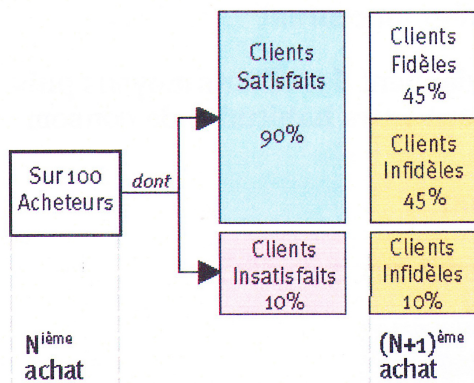 Clients
Satisfaits
90%
Clients
Fidèles
45%
Clients
Infidèles
45%
Sur 100
Acheteurs
dont
Clients
Insatisfaits
10%
Clients
Infidèles
10%
Nième
achat
(N+1)ème
achat